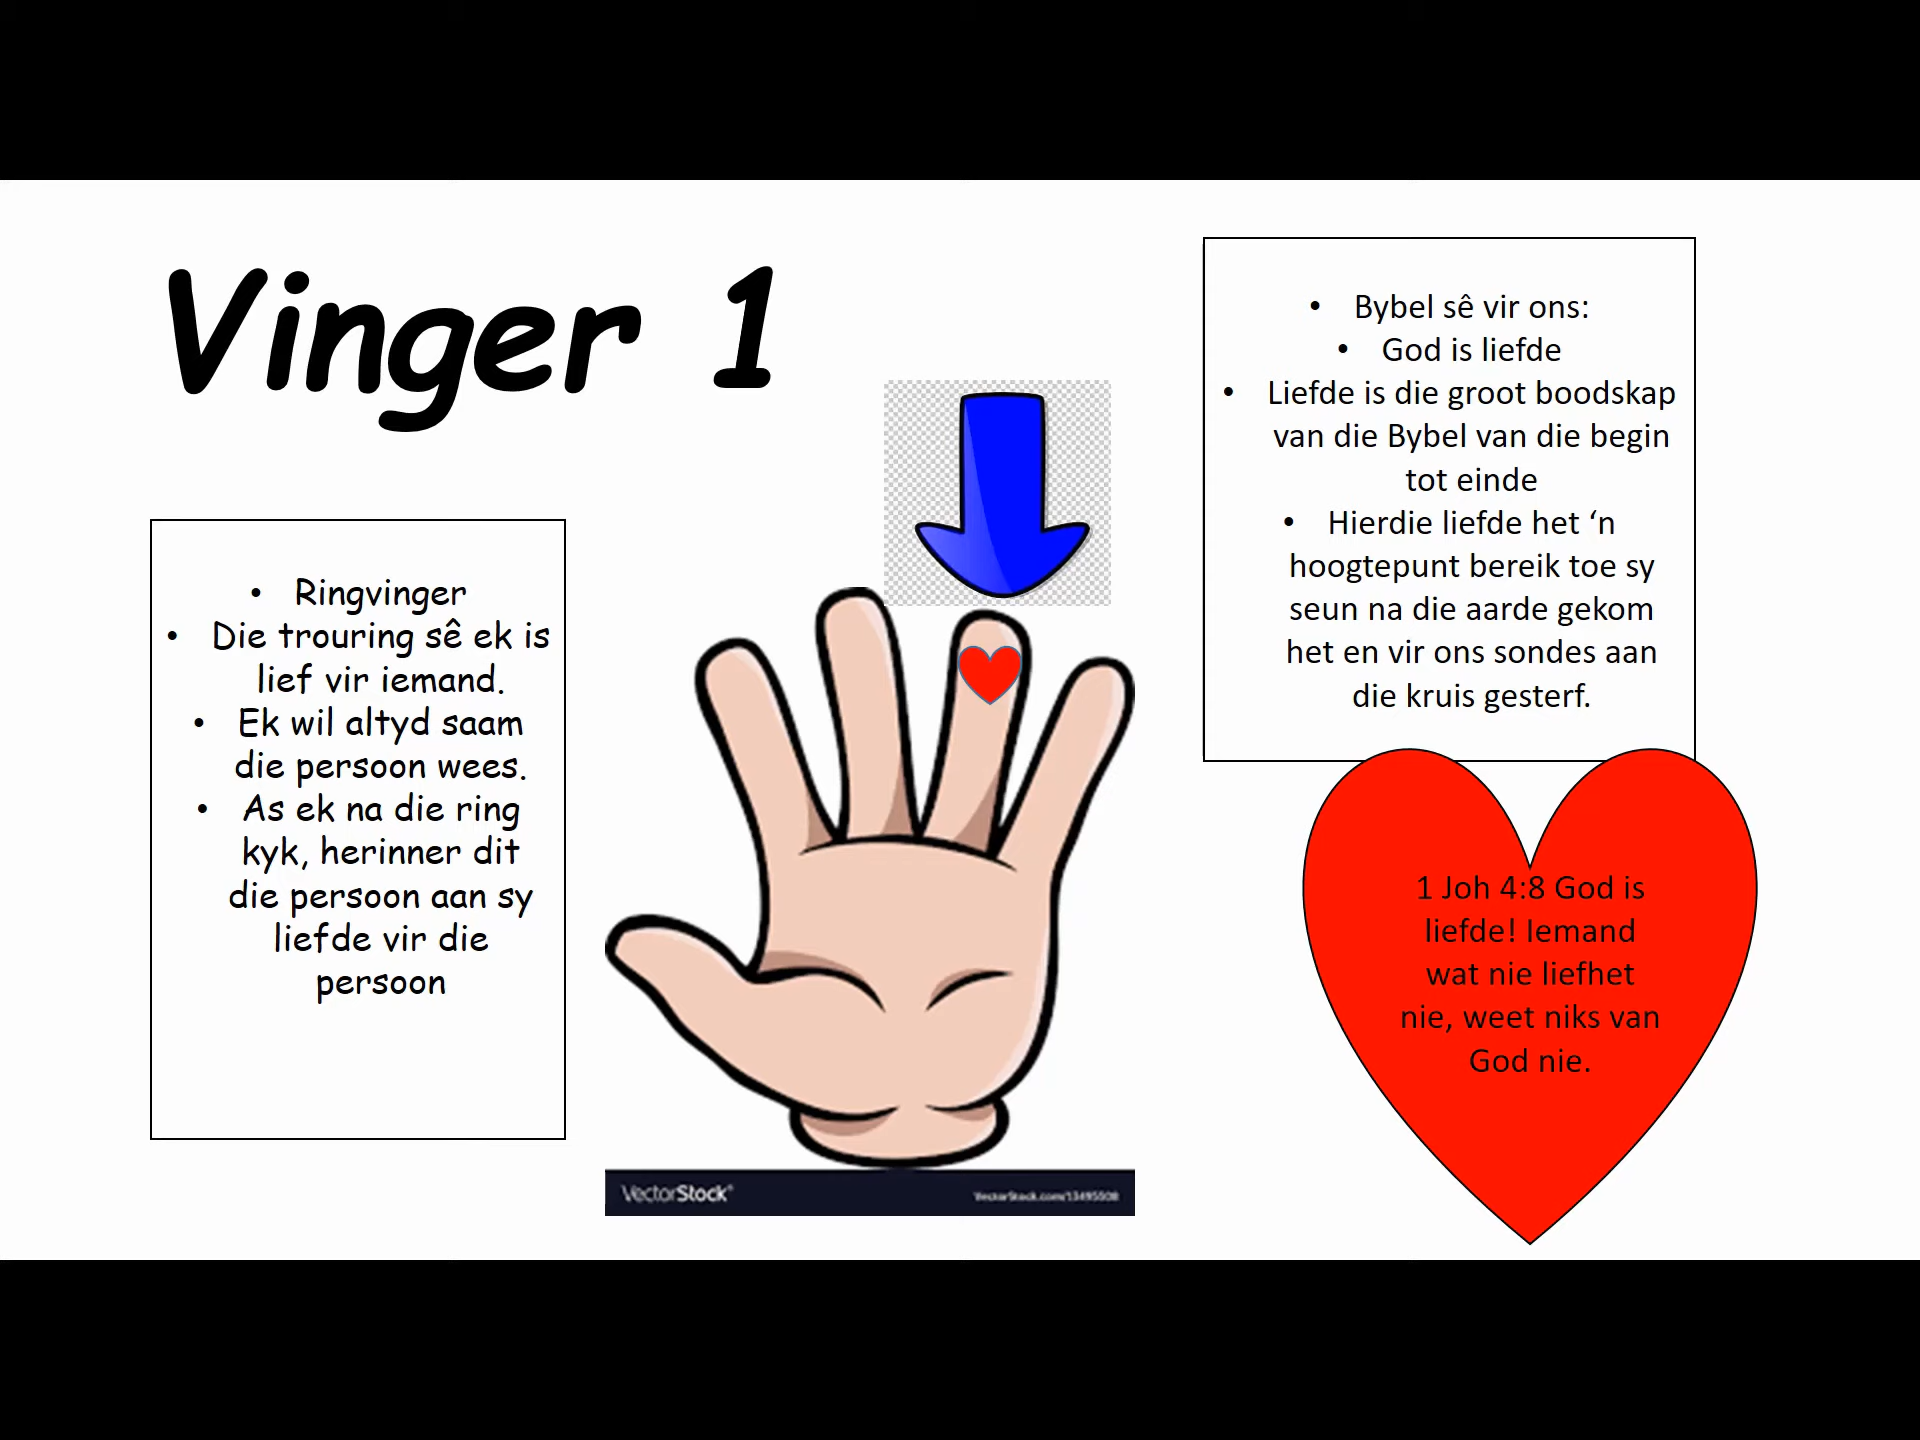 Vinger 1
• Ringvinger
• Die trouring sê ek is
lief vir iemand.
• Ek wil altyd saam
die persoon wees.
• As ek na die ring
kyk, herinner dit
die persoon aan sy
liefde vir die
persoon
• Bybel sê vir ons:
• God is liefde
• Liefde is die groot boodskap
van die Bybel van die begin
tot einde
• Hierdie liefde het ‘n
hoogtepunt bereik toe sy
seun na die aarde gekom
het en vir ons sondes aan
die kruis gesterf.
1 Joh 4:8 God is
liefde! Iemand
wat nie liefhet
nie, weet niks van
God nie.
VectorStock®
VectorStock.com/13495508